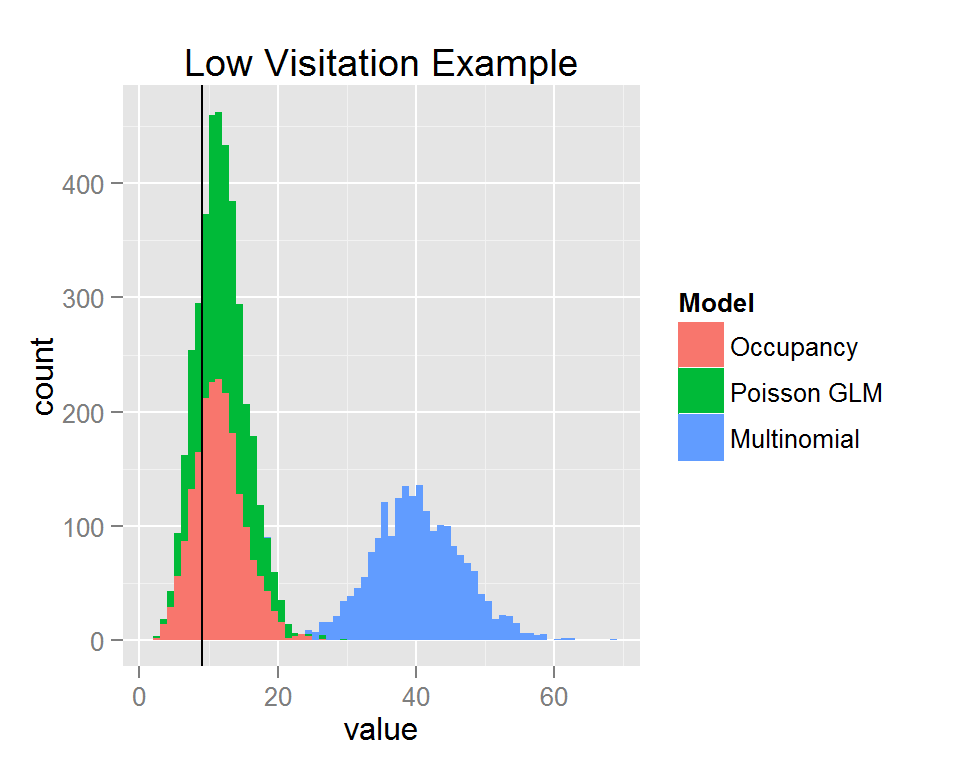 Low Visitation Example
count
400
300
200
100
0
0 20 40 60
value
Model
Occupancy
Poisson GLM
Multinomial